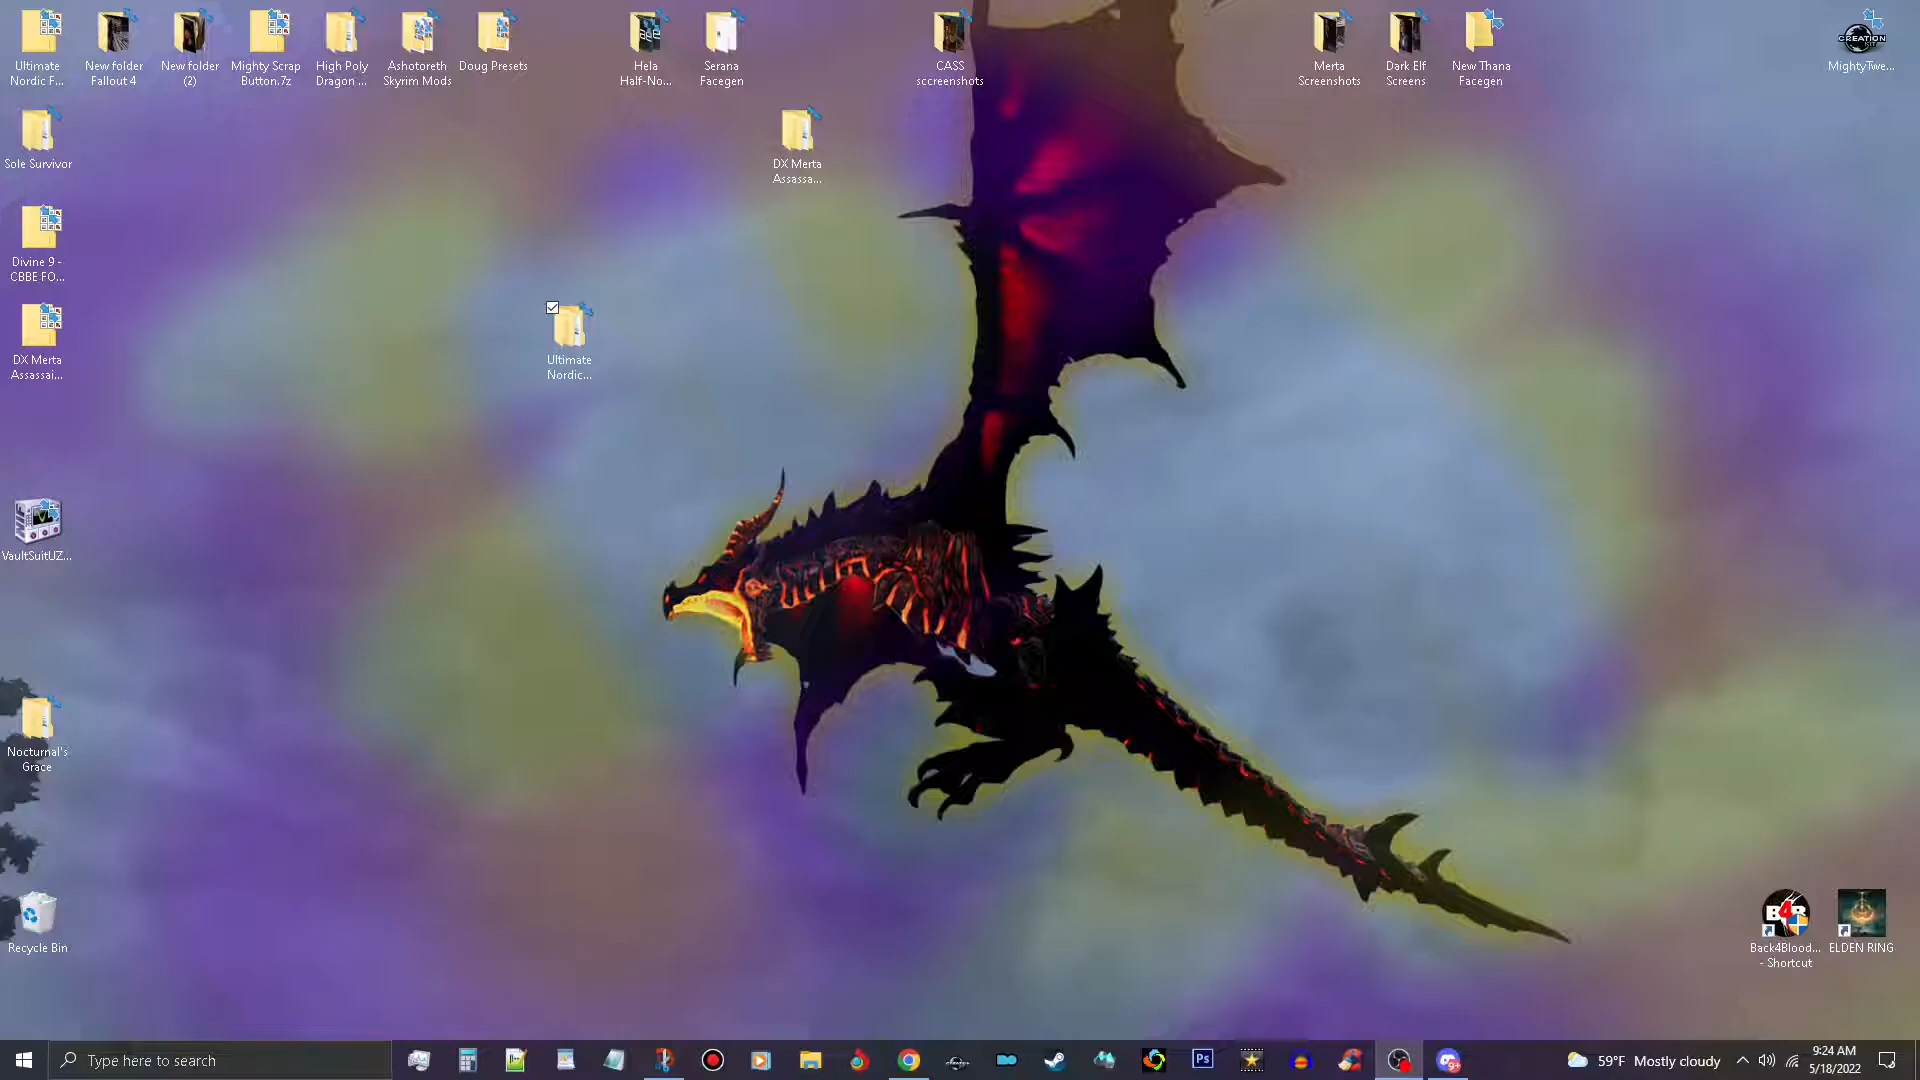 Ultimate
Nordic F...
New folder
Fallout 4
New folder
(2)
Mighty Scrap
Button.7z
High Poly
Dragon ...
Ashotoreth
Skyrim Mods
Doug Presets
Hela
Half-No...
Serana
Facegen
CASS
sccreenshots
Merta
Screenshots
Dark Elf
Screens
New Thana
Facegen
CREATION
KIT
MightyTwe...
Sole Survivor
DX Merta
Assassa...
Divine 9 -
CBBE FO...
DX Merta
Assassai...
Ultimate
Nordic...
VaultSuitUZ...
Nocturnal's
Grace
Recycle Bin
B4B
Back4Blood...
- Shortcut
ELDEN RING
Type here to search
Ps
9+
59°F Mostly cloudy
9:24 AM
5/18/2022